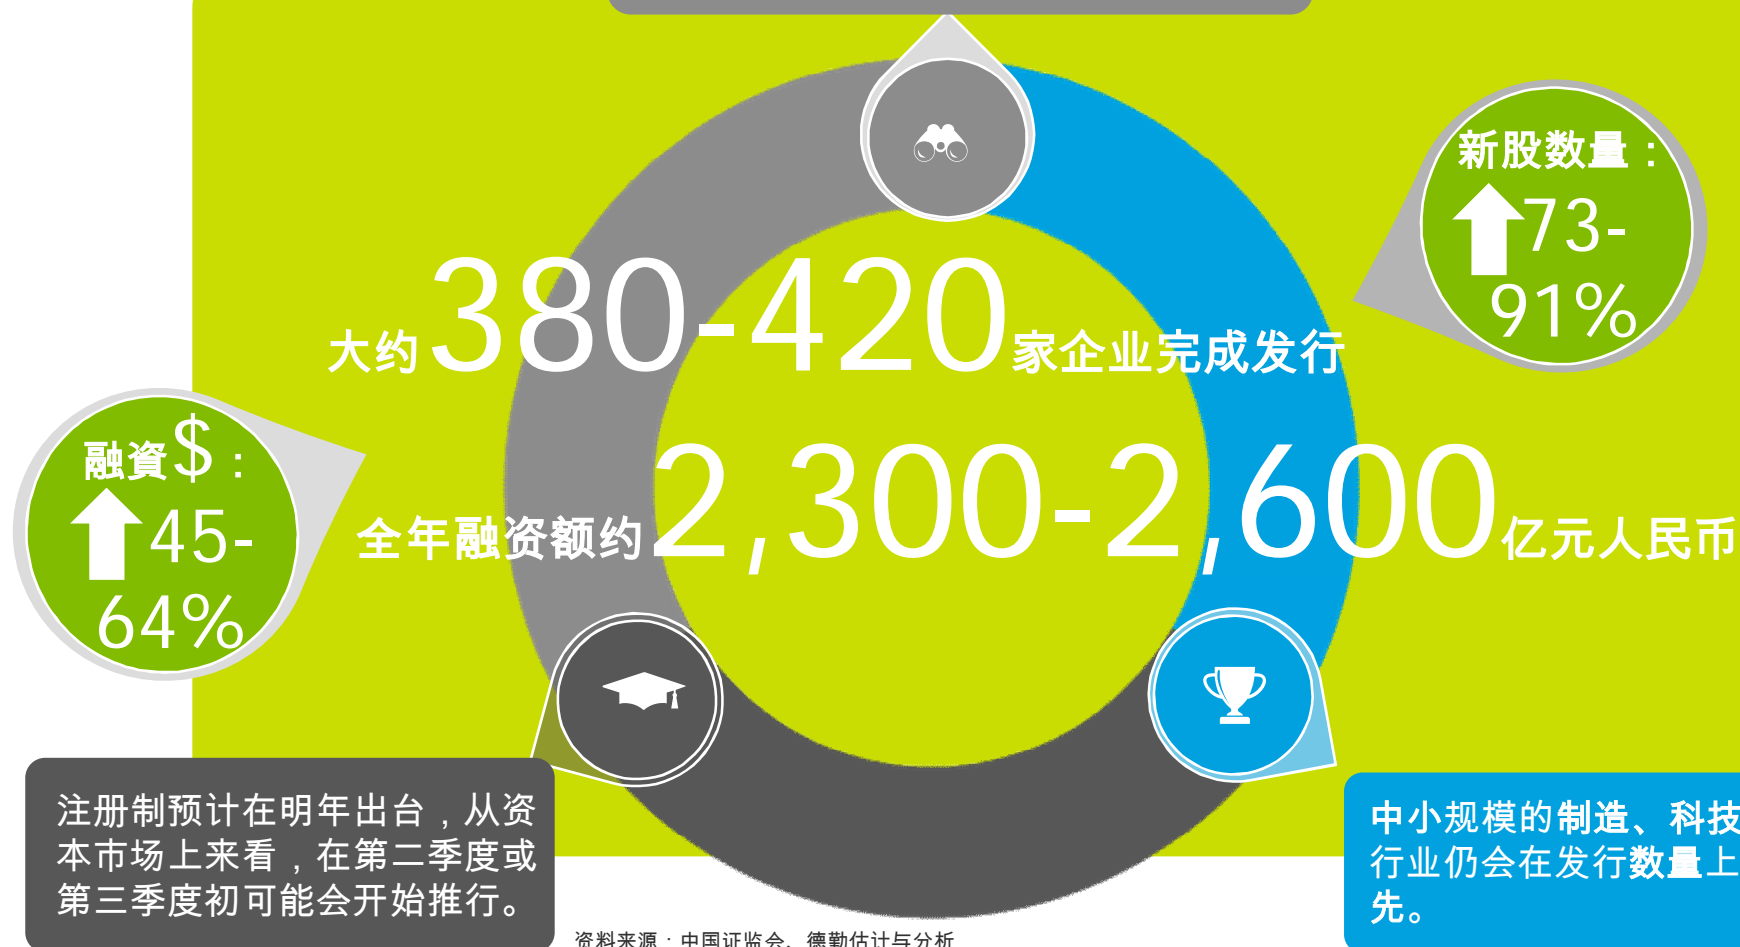 新股数量：
73-
91%
大约380-420家企业完成发行
融資$：
45-
64%
全年融资额约2,300-2,600亿元人民币
注册制预计在明年出台，从资
本市场上来看，在第二季度或
第三季度初可能会开始推行。
中小规模的制造、科技
行业仍会在发行数量上
先。
资料来源：中国证监会、德勤估计与分析